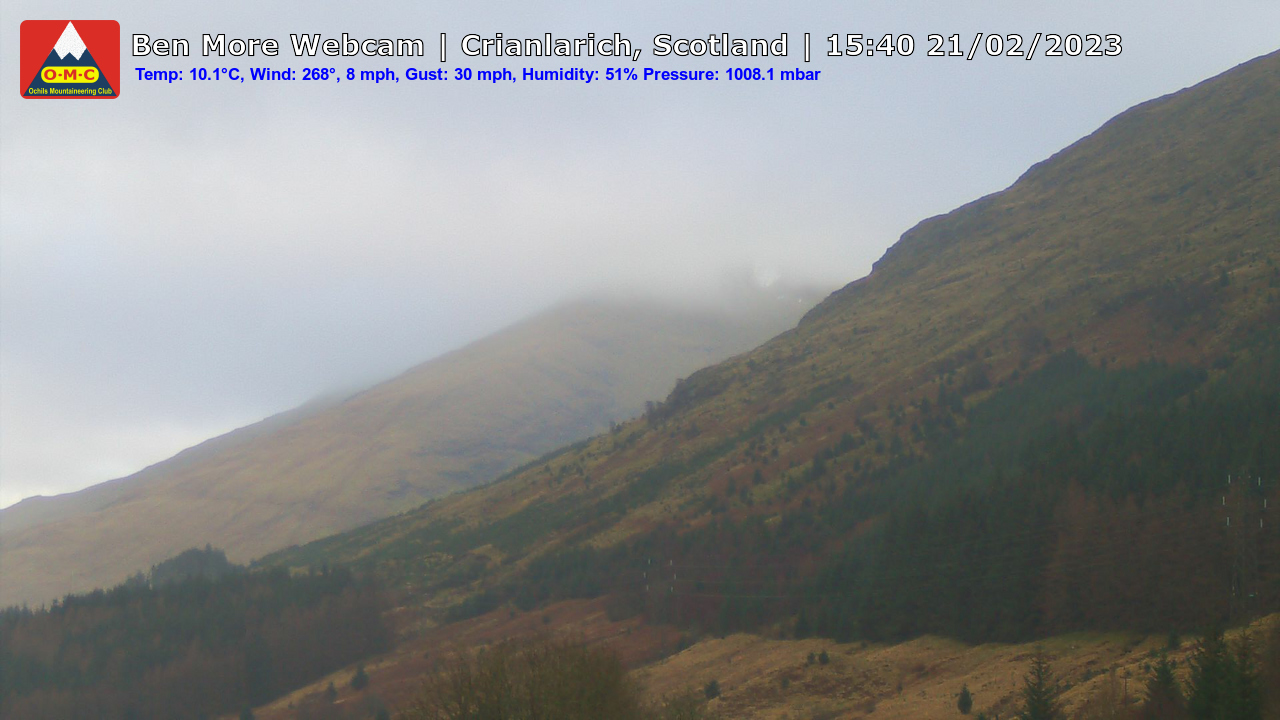 Ben More Webcam | Crianlarich, Scotland | 15:40 21/02/2023
Temp: 10.1°C, Wind: 268°, 8 mph, Gust: 30 mph, Humidity: 51% Pressure: 1008.1 mbar
O·M·C
Ochils Mountaineering Club